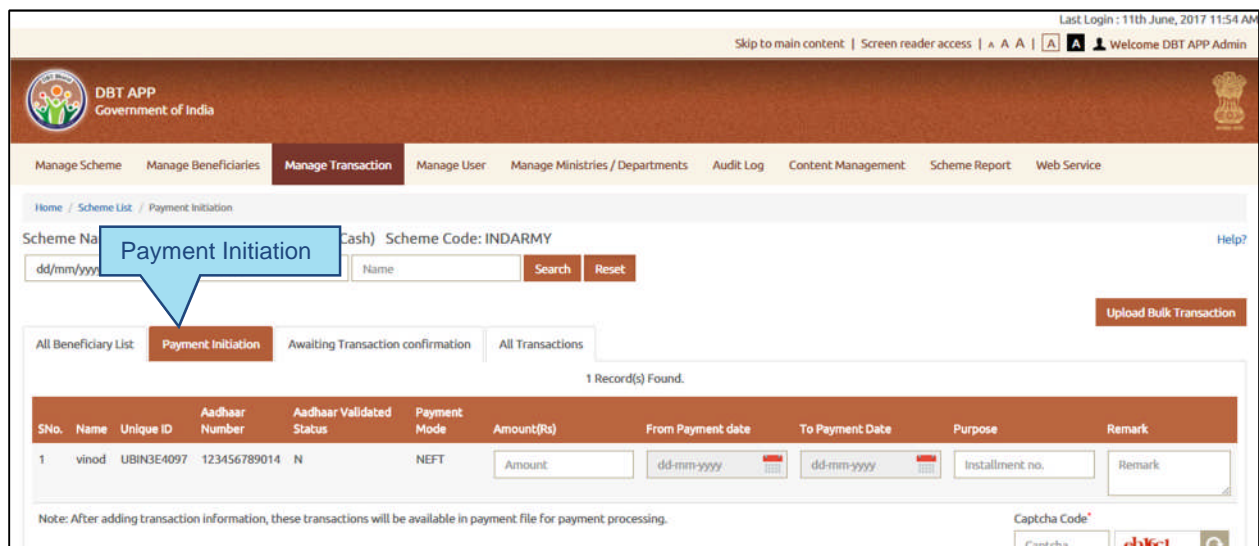 Last Login : 11th June, 2017 11:54 AM
Skip to main content | Screen reader access | A A A | A A Welcome DBT APP Admin
DBT APP
Government of India
Manage Scheme Manage Beneficiaries Manage Transaction Manage User Manage Ministries / Departments Audit Log Content Management Scheme Report Web Service
Home / Scheme List / Payment Initiation
Scheme Cash) Scheme Code: INDARMY Help?
Payment Initiation
dd/mm/yyyy Name Search Reset
Upload Bulk Transaction
All Beneficiary List Payment Initiation Awaiting Transaction confirmation All Transactions
1 Record(s) Found.
SNo. Name Unique ID Aadhaar Number Aadhaar Validated Status Payment Mode Amount(Rs) From Payment date To Payment Date Purpose Remark
1 vinod UBIN3E4097 123456789014 N NEFT Amount dd-mm-yyyy dd-mm-yyyy Installment no. Remark
Note: After adding transaction information, these transactions will be available in payment file for payment processing.
Captcha Code*
Captcha